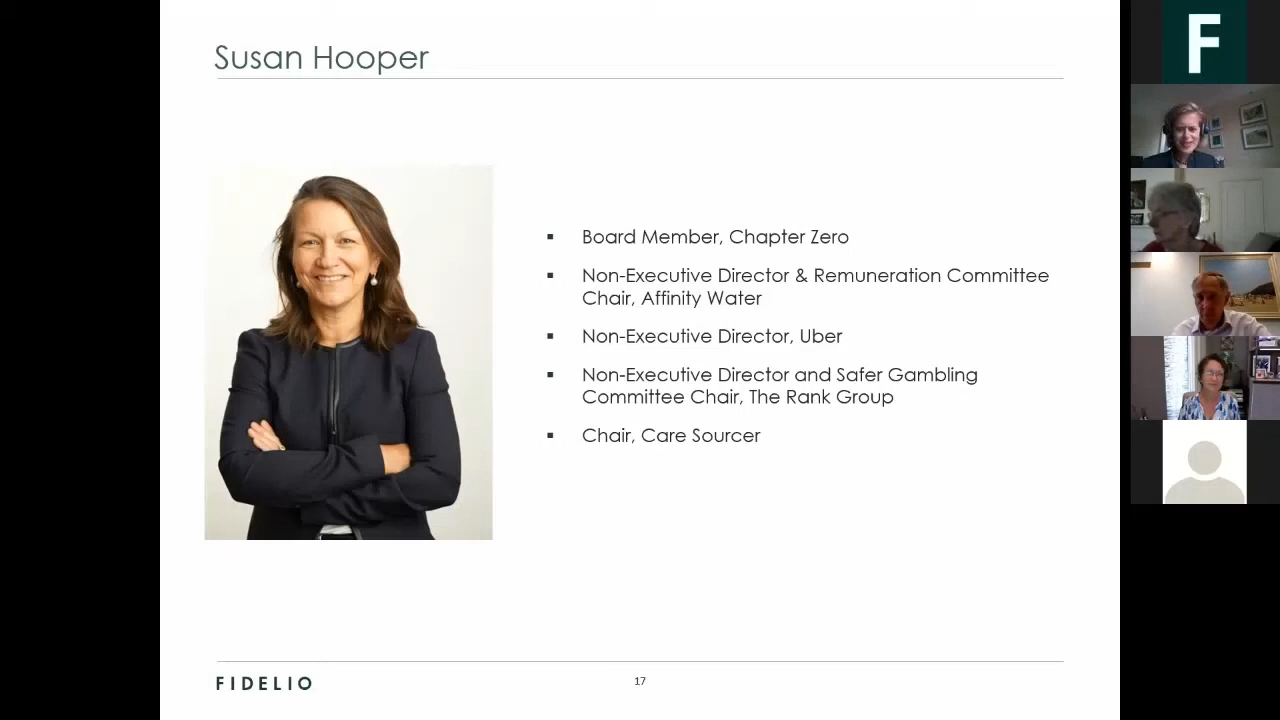 Susan Hooper
▪ Board Member, Chapter Zero
▪ Non-Executive Director & Remuneration Committee
Chair, Affinity Water
▪ Non-Executive Director, Uber
▪ Non-Executive Director and Safer Gambling
Committee Chair, The Rank Group
▪ Chair, Care Sourcer
FIDELIO
17
F